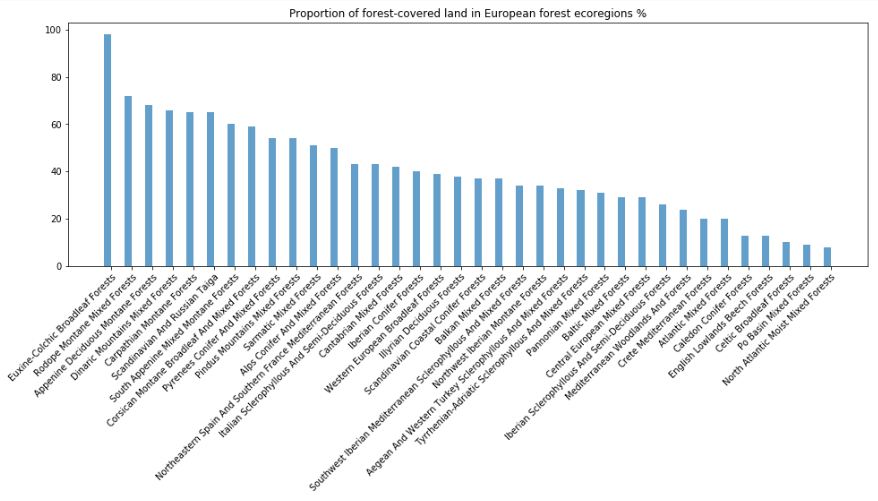 Proportion of forest-covered land in European forest ecoregions %
100
80
60
40
20
0
Euxine-Colchic Broadleaf Forests
Rodope Montane Mixed Forests
Appenine Deciduous Montane Forests
Dinaric Mountains Mixed Forests
Carpathian Montane Forests
Scandinavian And Russian Taiga
South Appenine Mixed Montane Forests
Corsican Montane Broadleaf And Mixed Forests
Pyrenees Conifer And Mixed Forests
Pindus Mountains Mixed Forests
Sarmatic Mixed Forests
Alps Conifer And Mixed Forests
Northeastern Spain And Southern France Mediterranean Forests
Italian Sclerophyllous And Semi-Deciduous Forests
Cantabrian Mixed Forests
Iberian Conifer Forests
Western European Broadleaf Forests
Illyrian Deciduous Forests
Scandinavian Coastal Conifer Forests
Balkan Mixed Forests
Southwest Iberian Mediterranean Sclerophyllous And Mixed Forests
Northwest Iberian Montane Forests
Aegean And Western Turkey Sclerophyllous And Mixed Forests
Tyrrhenian-Adriatic Sclerophyllous And Mixed Forests
Pannonian Mixed Forests
Baltic Mixed Forests
Central European Mixed Forests
Iberian Sclerophyllous And Semi-Deciduous Forests
Mediterranean Woodlands And Forests
Crete Mediterranean Forests
Atlantic Mixed Forests
Caledon Conifer Forests
English Lowlands Beech Forests
Celtic Broadleaf Forests
Po Basin Mixed Forests
North Atlantic Moist Mixed Forests